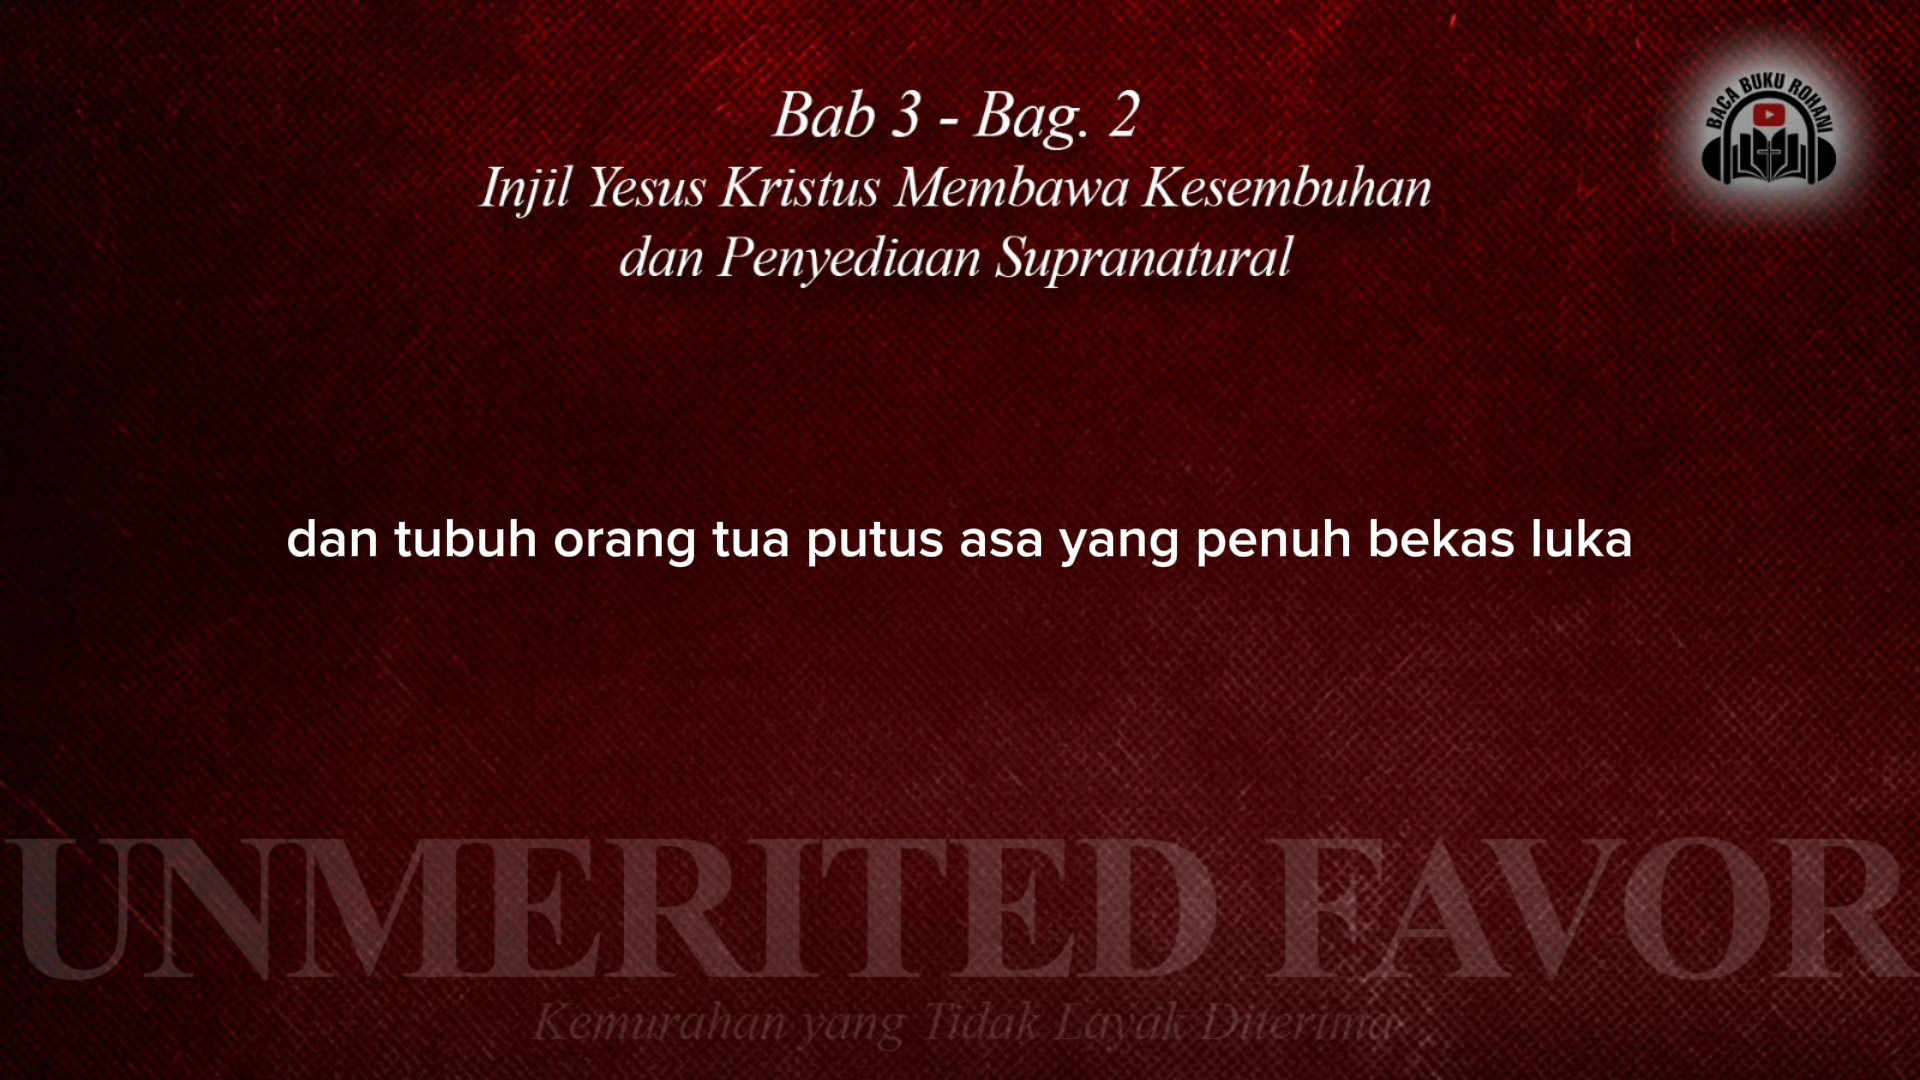 Bab 3 - Bag. 2
BACA BUKU ROHANI
Injil Yesus Kristus Membawa Kesembuhan
dan Penyediaan Supranatural
dan tubuh orang tua putus asa yang penuh bekas luka
UNMERITED FAVOR
Kemurahan yang Tidak Layak Diterima